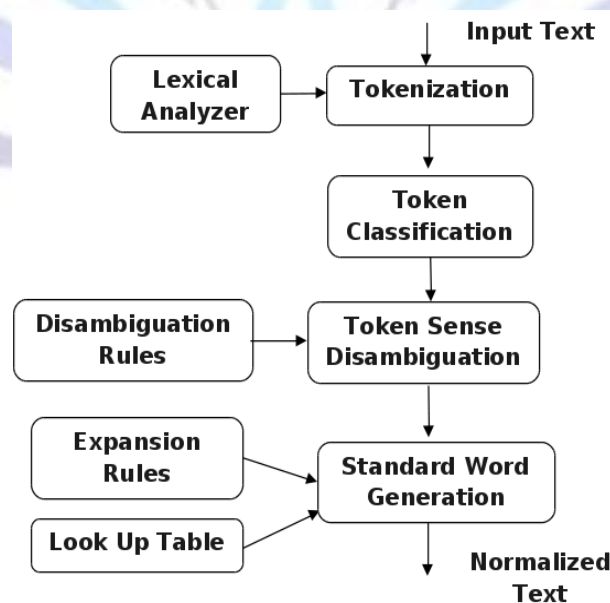 Input Text
Lexical
Analyzer
Tokenization
Token
Classification
Disambiguation
Rules
Token Sense
Disambiguation
Expansion
Rules
Standard Word
Generation
Look Up Table
Normalized
Text